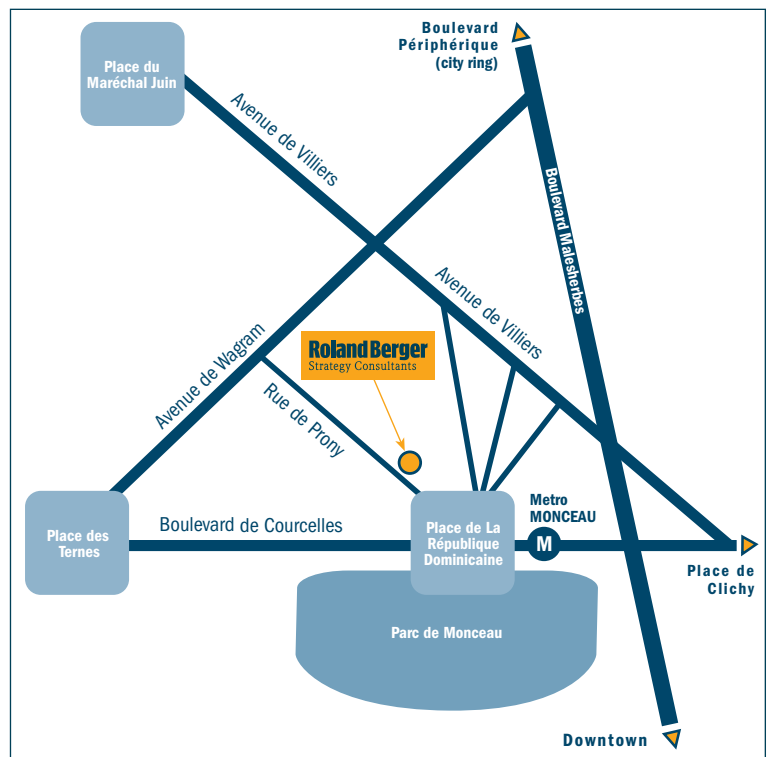 Boulevard
Périphérique
(city ring)
Place du
Maréchal Juin
Avenue de Villiers
Boulevard Malesherbes
Avenue de Villiers
Avenue de Wagram
Roland Berger
Strategy Consultants
Rue de Prony
Metro
MONCEAU
M
Boulevard de Courcelles
Place des
Ternes
Place de La
République
Dominicaine
Place de
Clichy
Parc de Monceau
Downtown